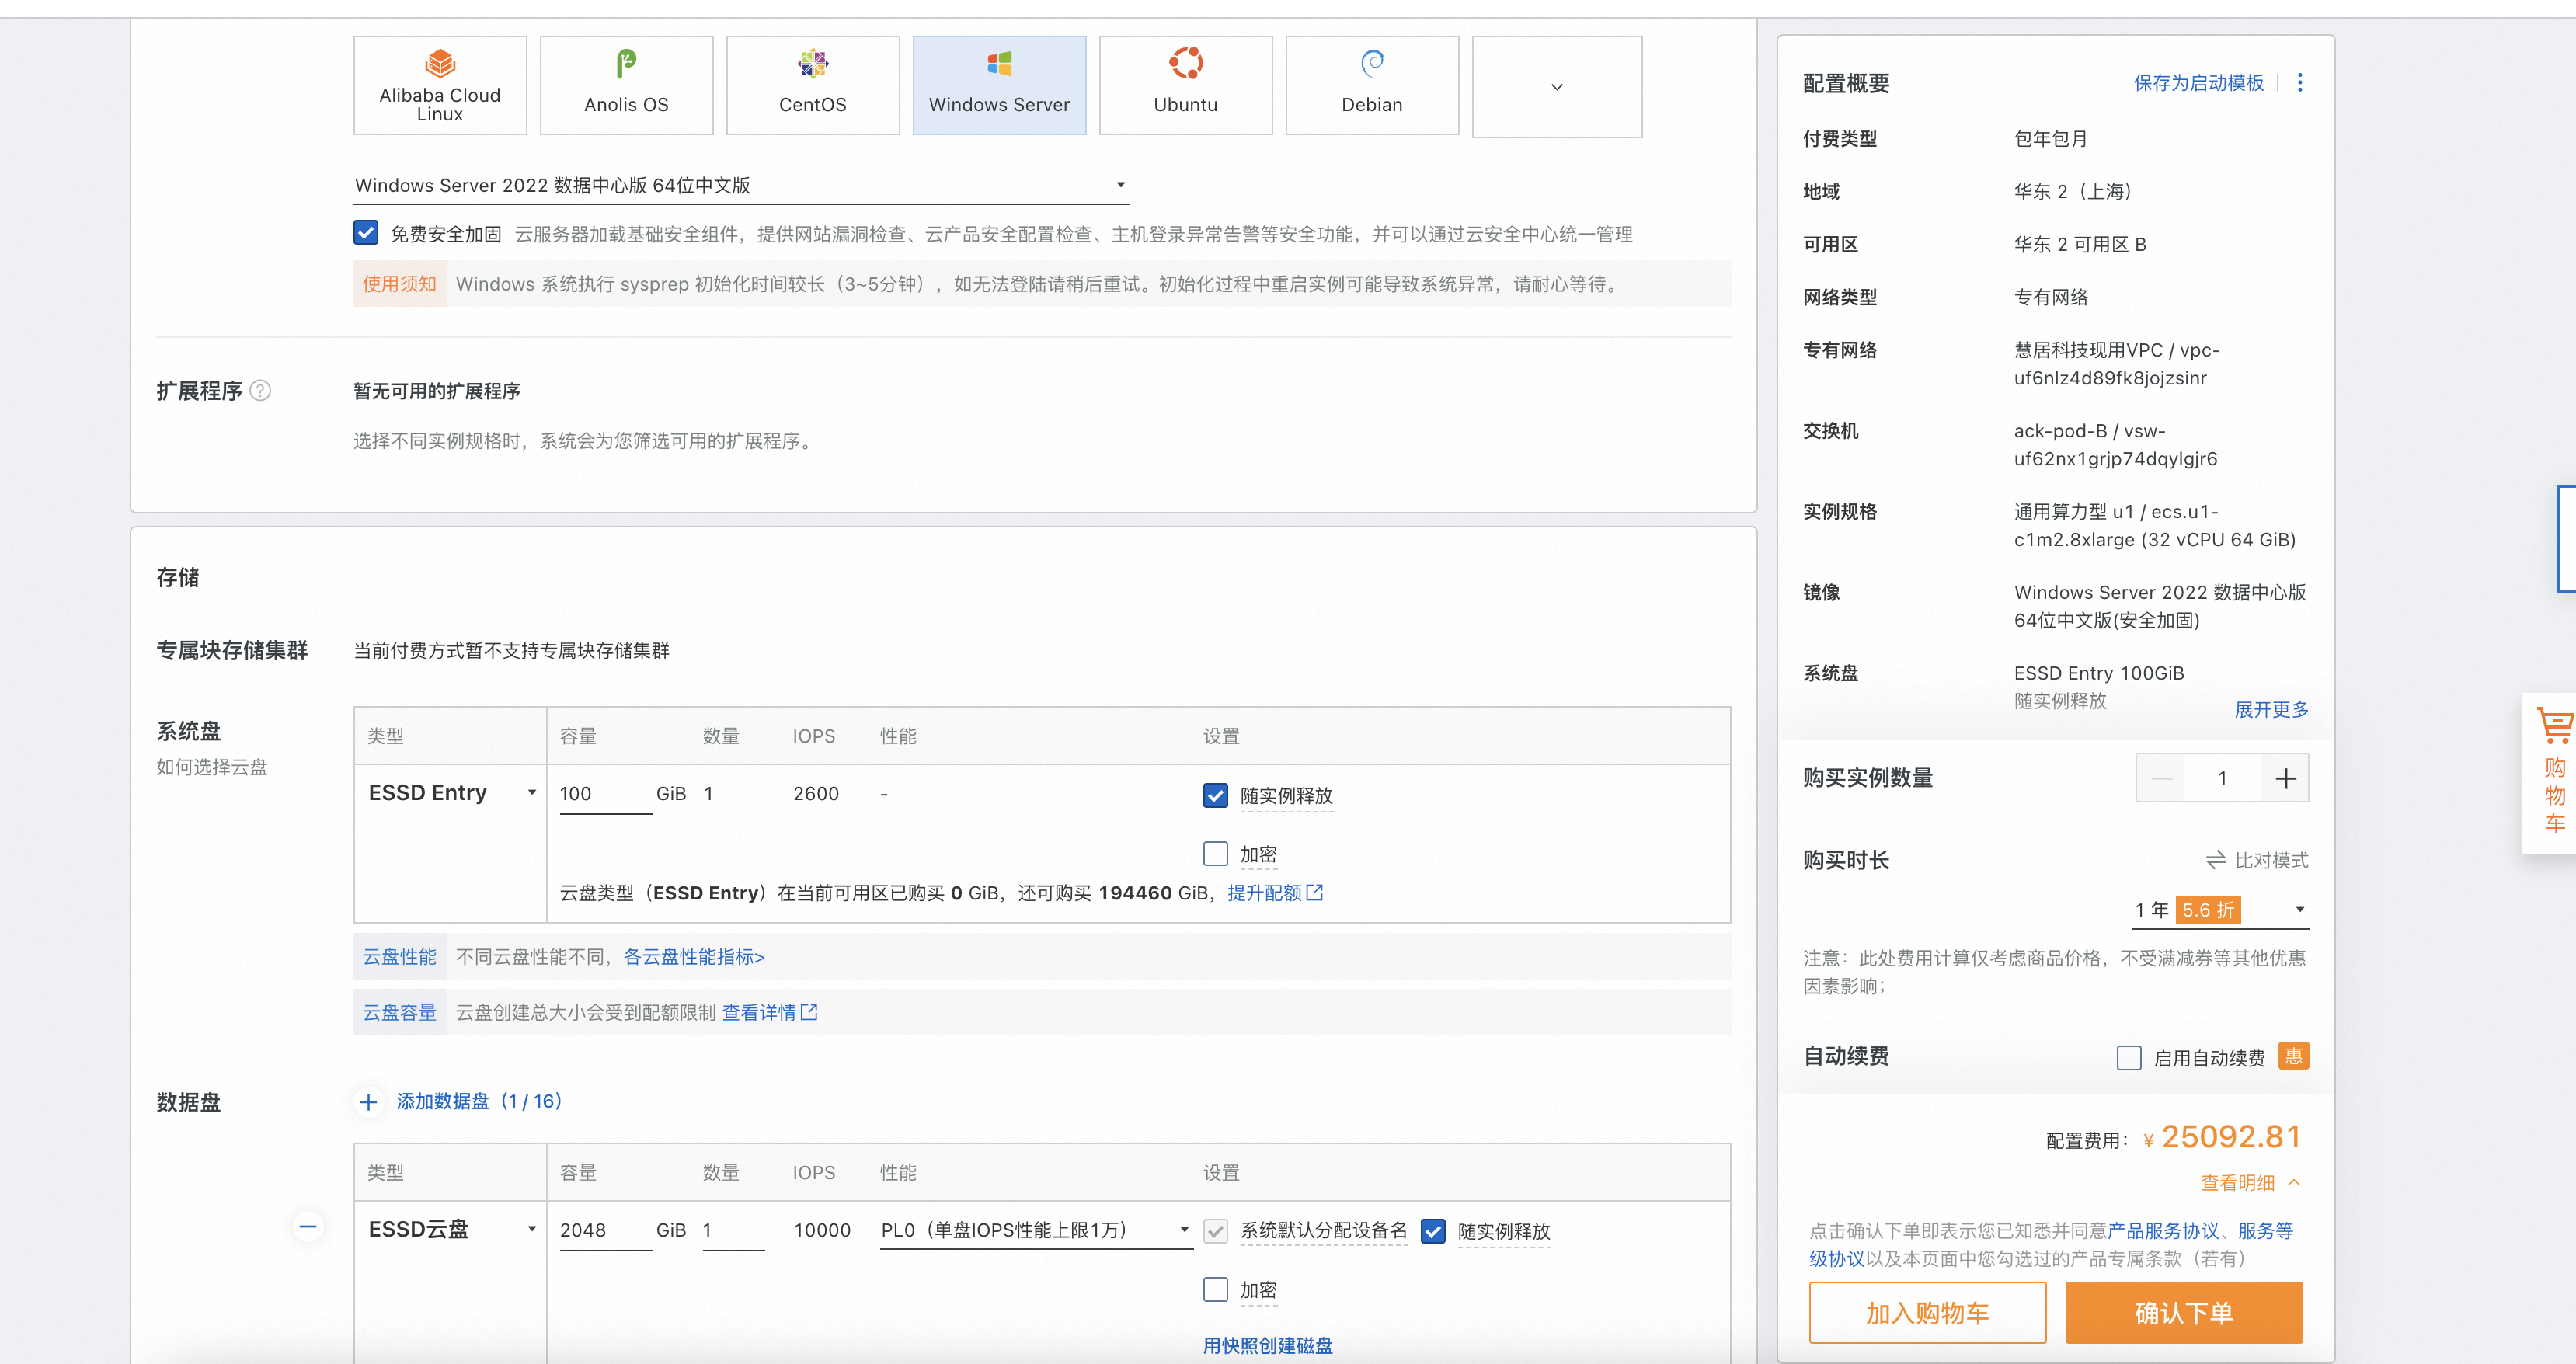 Alibaba Cloud
Linux
Anolis OS
CentOS
Windows Server
Ubuntu
Debian
Windows Server 2022 数据中心版 64位中文版
免费安全加固 云服务器加载基础安全组件，提供网站漏洞检查、云产品安全配置检查、主机登录异常告警等安全功能，并可以通过云安全中心统一管理
使用须知 Windows 系统执行 sysprep 初始化时间较长（3~5分钟），如无法登陆请稍后重试。初始化过程中重启实例可能导致系统异常，请耐心等待。
扩展程序 ? 暂无可用的扩展程序
选择不同实例规格时，系统会为您筛选可用的扩展程序。
存储
专属块存储集群 当前付费方式暂不支持专属块存储集群
系统盘
如何选择云盘
类型 容量 数量 IOPS 性能 设置
ESSD Entry 100 GiB 1 2600 - 随实例释放
加密
云盘类型（ESSD Entry）在当前可用区已购买 0 GiB，还可购买 194460 GiB，提升配额
云盘性能 不同云盘性能不同，各云盘性能指标>
云盘容量 云盘创建总大小会受到配额限制 查看详情
数据盘 + 添加数据盘（1 / 16）
类型 容量 数量 IOPS 性能 设置
ESSD云盘 2048 GiB 1 10000 PL0（单盘IOPS性能上限1万） 系统默认分配设备名 随实例释放
加密
用快照创建磁盘
配置概要 保存为启动模板
付费类型 包年包月
地域 华东 2（上海）
可用区 华东 2 可用区 B
网络类型 专有网络
专有网络 慧居科技现用VPC / vpc-
uf6nlz4d89fk8jojzsinr
交换机 ack-pod-B / vsw-
uf62nx1grjp74dqylgjr6
实例规格 通用算力型 u1 / ecs.u1-
c1m2.8xlarge (32 vCPU 64 GiB)
镜像 Windows Server 2022 数据中心版
64位中文版(安全加固)
系统盘 ESSD Entry 100GiB
随实例释放
展开更多
购买实例数量 1 +
购买时长 比对模式
1 年 5.6 折
注意：此处费用计算仅考虑商品价格，不受满减券等其他优惠
因素影响；
自动续费 启用自动续费 惠
配置费用： ¥ 25092.81
查看明细
点击确认下单即表示您已知悉并同意产品服务协议、服务等
级协议以及本页面中您勾选过的产品专属条款（若有）
加入购物车 确认下单
购
物
车